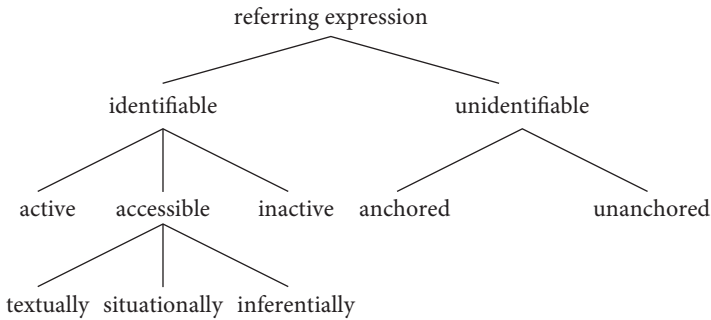 referring expression
identifiable unidentifiable
active accessible inactive anchored unanchored
textually situationally inferentially